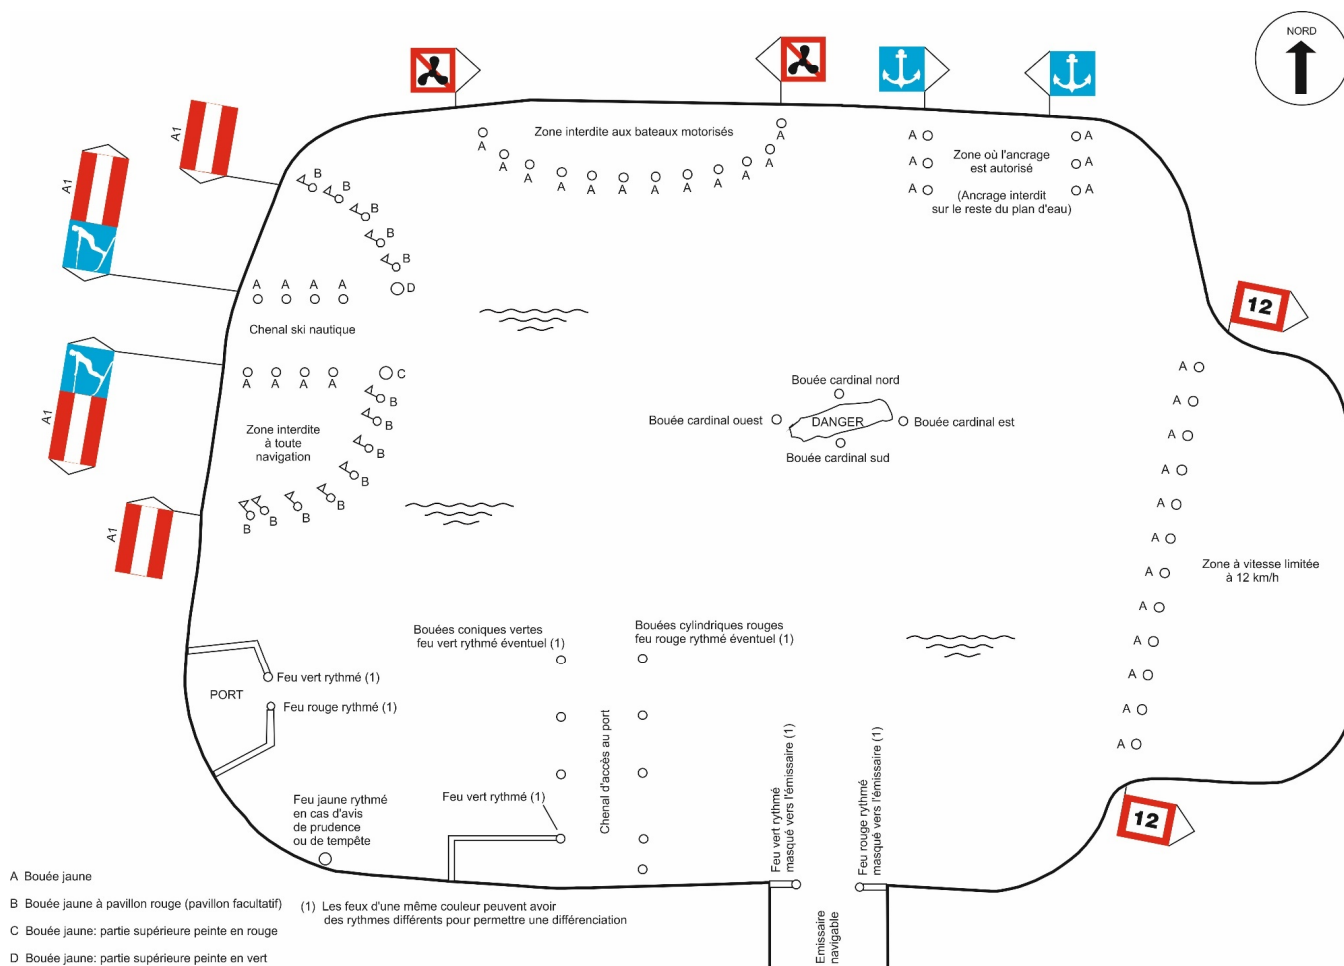 NORD
A1
A1
A1
A1
Zone interdite aux bateaux motorisés
A
A
A
A
A
A
A
A
A
A
A
Zone où l'ancrage
est autorisé
(Ancrage interdit
sur le reste du plan d'eau)
A
A
A
A
A
A
B
B
B
B
B
D
A
A
A
A
Chenal ski nautique
A
A
A
A
C
B
B
B
B
B
B
B
B
Zone interdite
à toute
navigation
12
Bouée cardinal nord
Bouée cardinal ouest
DANGER
Bouée cardinal est
Bouée cardinal sud
A
A
A
A
A
A
A
A
A
A
A
A
Zone à vitesse limitée
à 12 km/h
12
Bouées coniques vertes
feu vert rythmé éventuel (1)
Bouées cylindriques rouges
feu rouge rythmé éventuel (1)
Feu vert rythmé (1)
PORT
Feu rouge rythmé (1)
Chenal d'accès au port
Feu vert rythmé
masqué vers l'émissaire (1)
Feu rouge rythmé
masqué vers l'émissaire (1)
Feu jaune rythmé
en cas d'avis
de prudence
ou de tempête
Feu vert rythmé (1)
Emissaire
navigable
A Bouée jaune
B Bouée jaune à pavillon rouge (pavillon facultatif)
C Bouée jaune: partie supérieure peinte en rouge
D Bouée jaune: partie supérieure peinte en vert
(1) Les feux d'une même couleur peuvent avoir
des rythmes différents pour permettre une différenciation